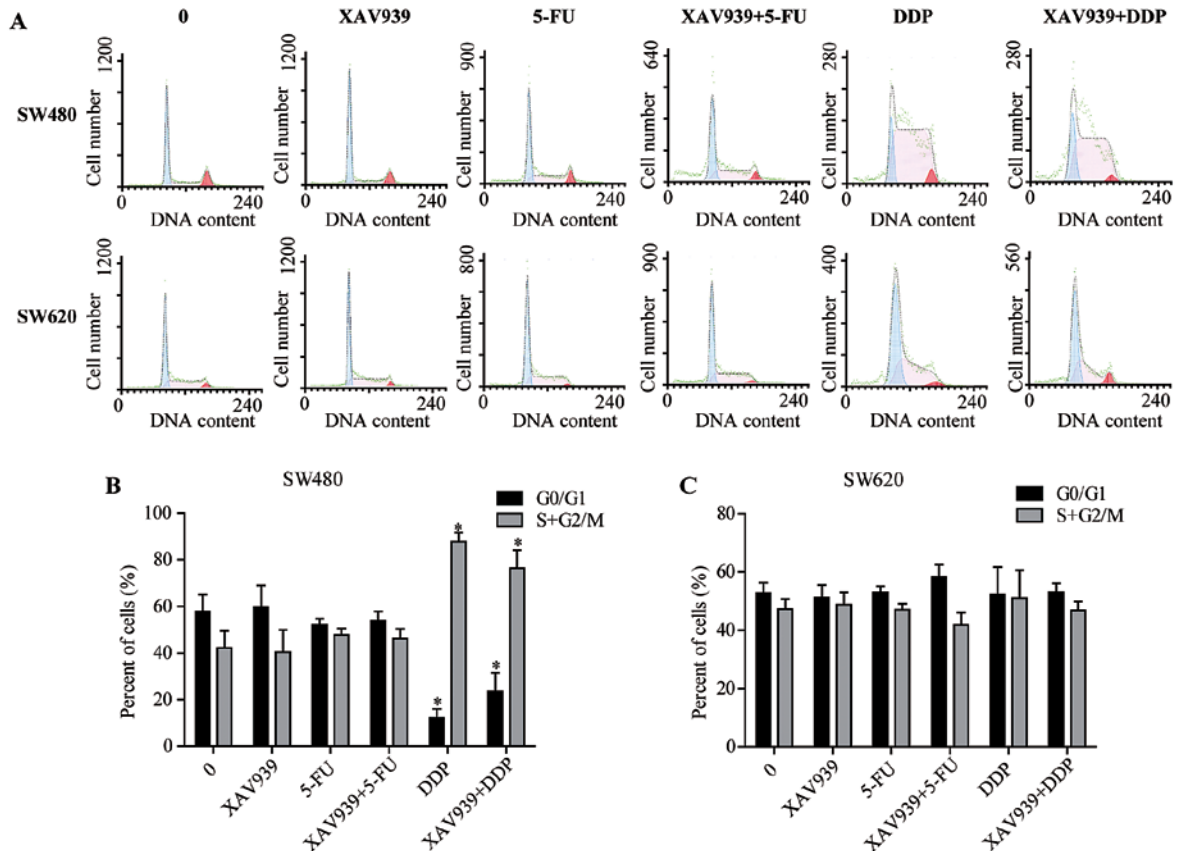 A
0 XAV939 5-FU XAV939+5-FU DDP XAV939+DDP
SW480
Cell number 1200 0 240 DNA content
Cell number 1200 0 240 DNA content
Cell number 900 0 240 DNA content
Cell number 640 0 240 DNA content
Cell number 280 0 240 DNA content
Cell number 280 0 240 DNA content
SW620
Cell number 1200 0 240 DNA content
Cell number 1200 0 240 DNA content
Cell number 800 0 240 DNA content
Cell number 900 0 240 DNA content
Cell number 400 0 240 DNA content
Cell number 560 0 240 DNA content
B
SW480
G0/G1
S+G2/M
Percent of cells (%)
100
80
60
40
20
0
* * * *
0 XAV939 5-FU XAV939+5-FU DDP XAV939+DDP
C
SW620
G0/G1
S+G2/M
Percent of cells (%)
80
60
40
20
0
0 XAV939 5-FU XAV939+5-FU DDP XAV939+DDP